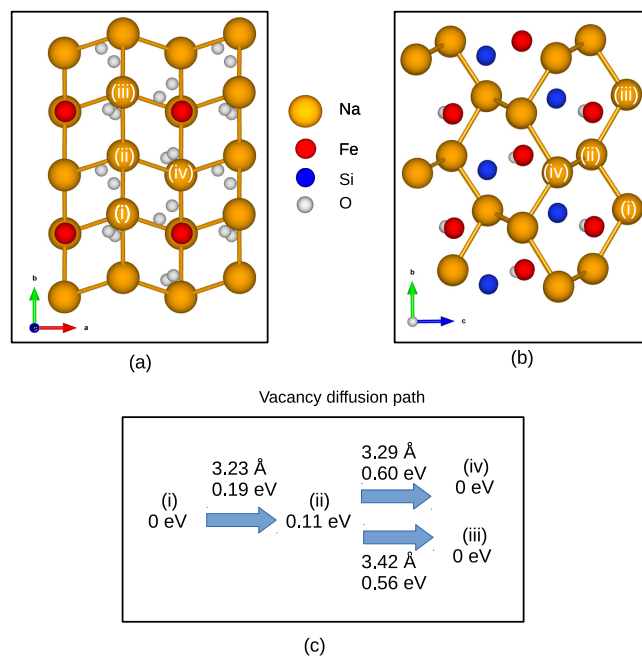 (iii)
(ii)
(iv)
(i)
b
a
(a)
Na
Fe
Si
O
(iii)
(ii)
(iv)
(i)
b
c
(b)
Vacancy diffusion path
(i)
0 eV
3.23 Å
0.19 eV
(ii)
0.11 eV
3.29 Å
0.60 eV
(iv)
0 eV
3.42 Å
0.56 eV
(iii)
0 eV
(c)